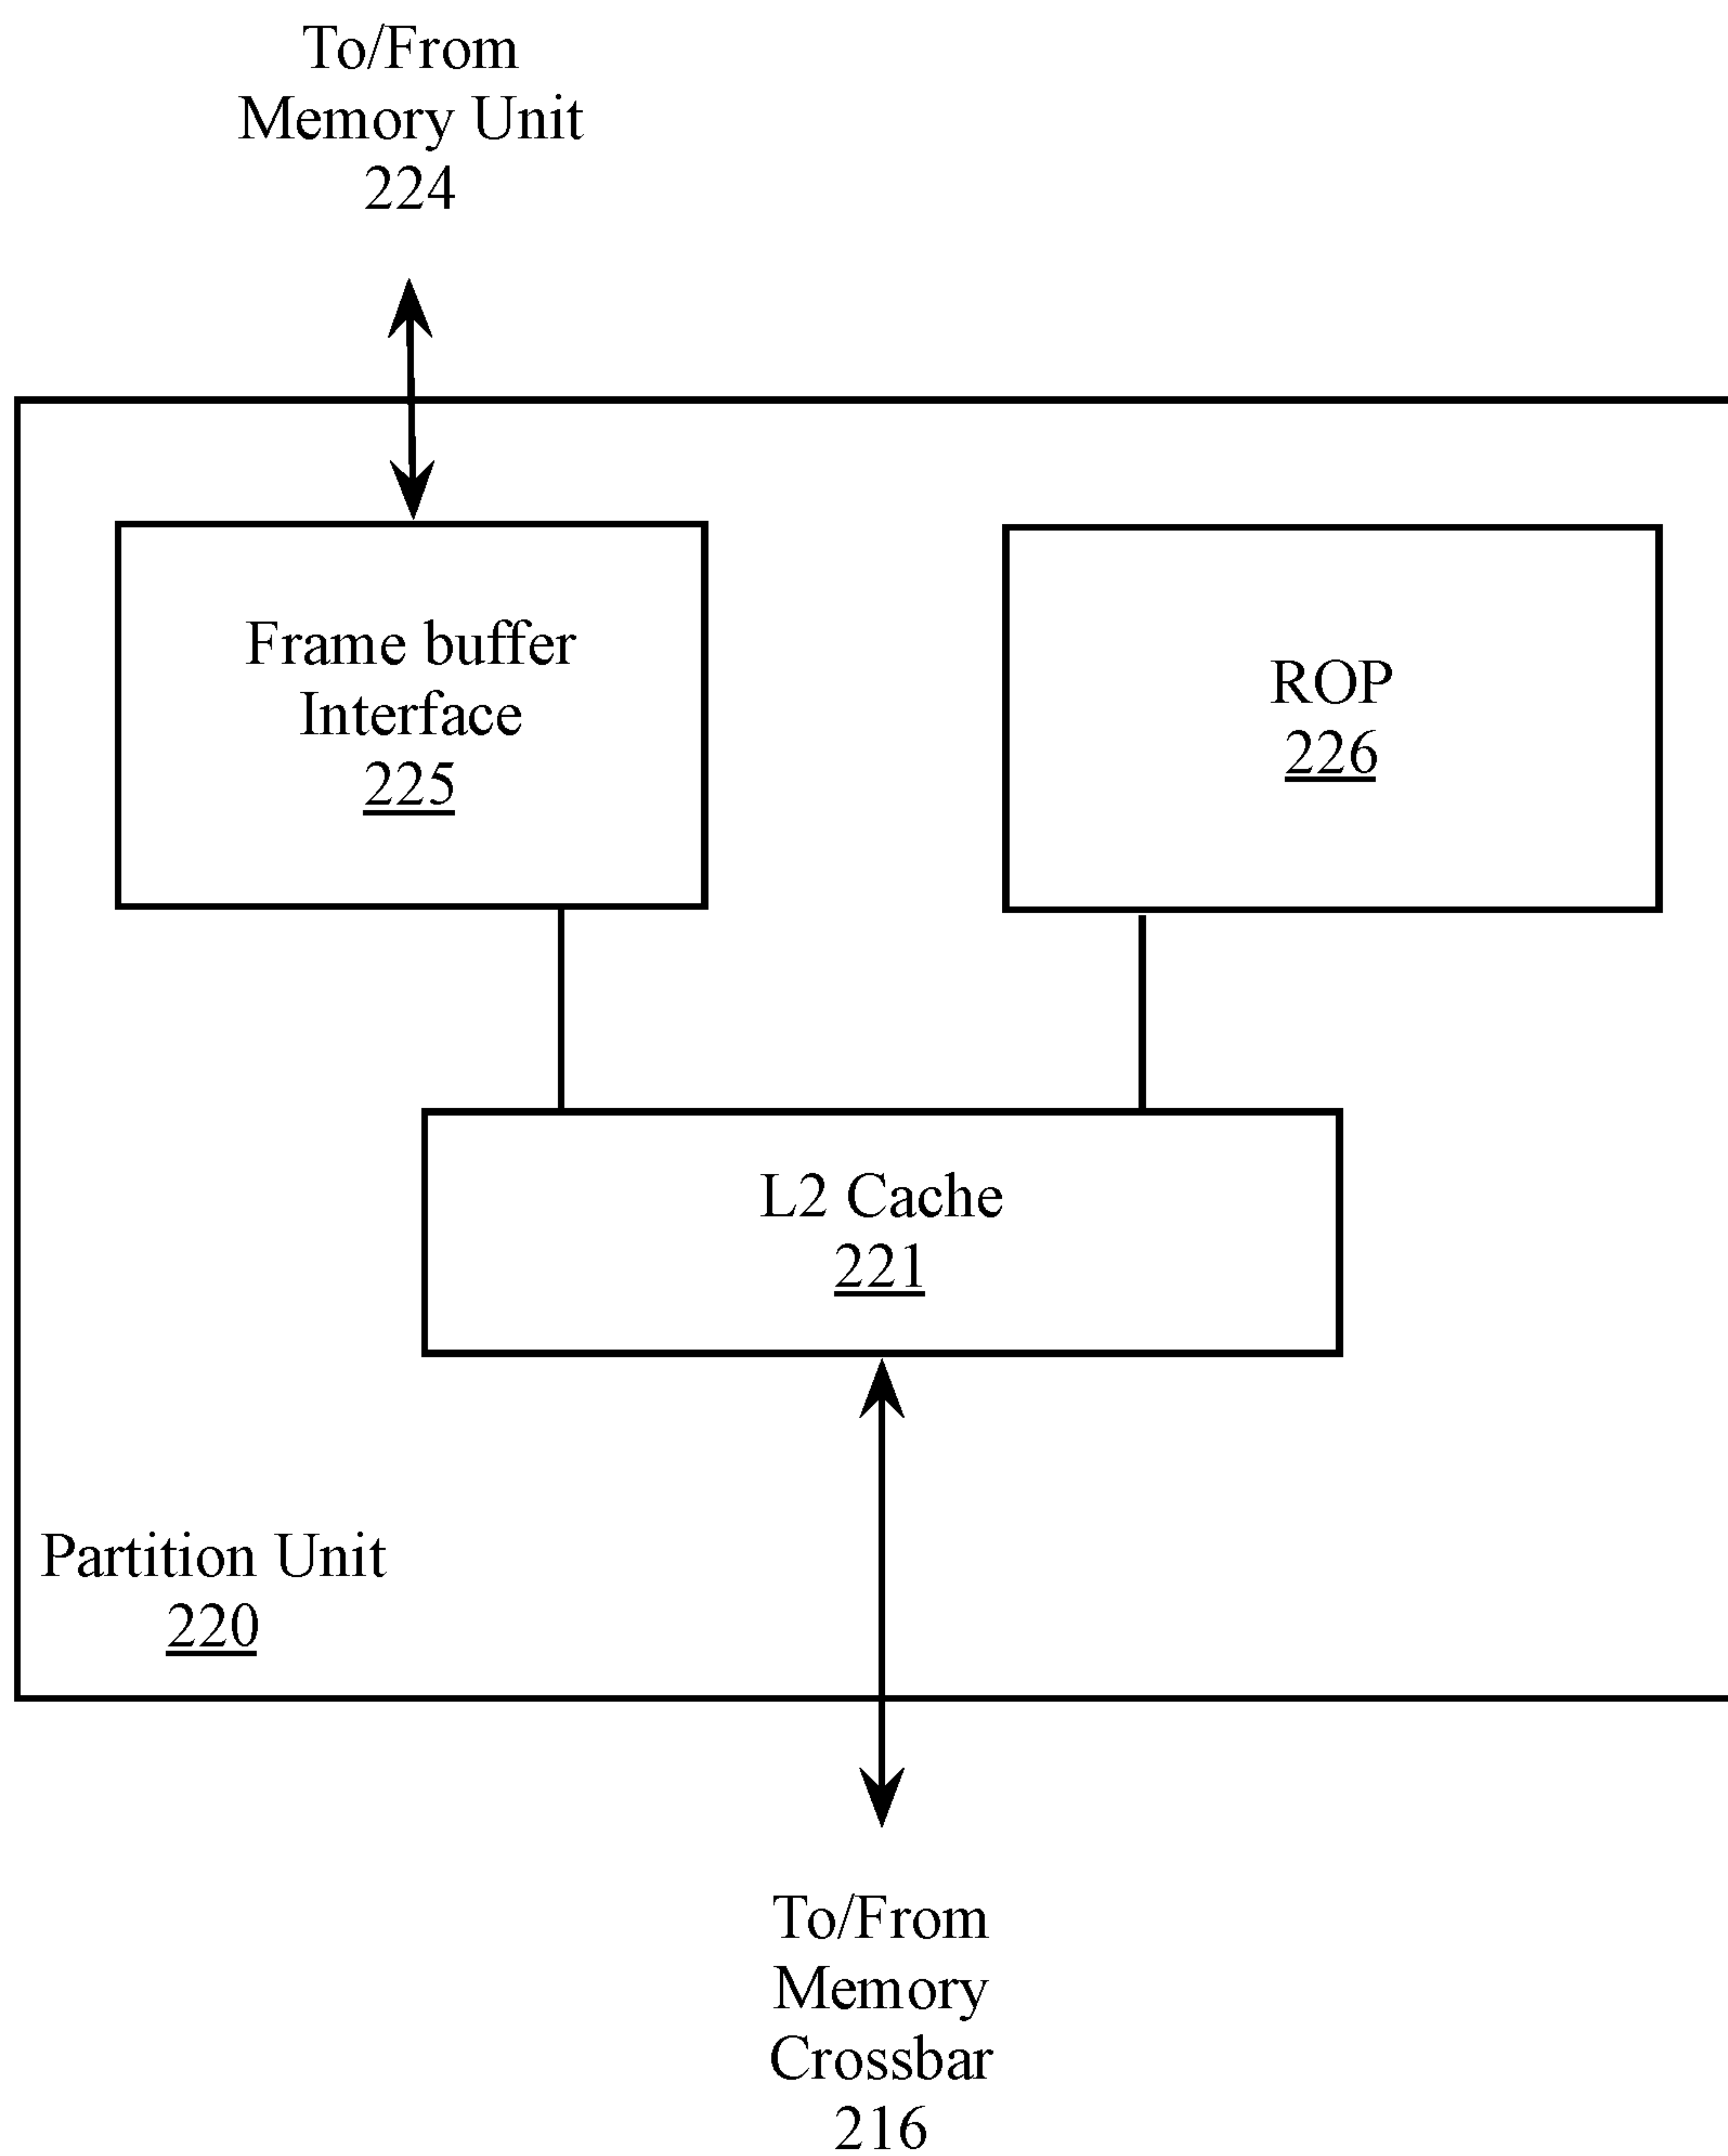 To/From
Memory Unit
224
Frame buffer
Interface
225
ROP
226
L2 Cache
221
Partition Unit
220
To/From
Memory
Crossbar
216